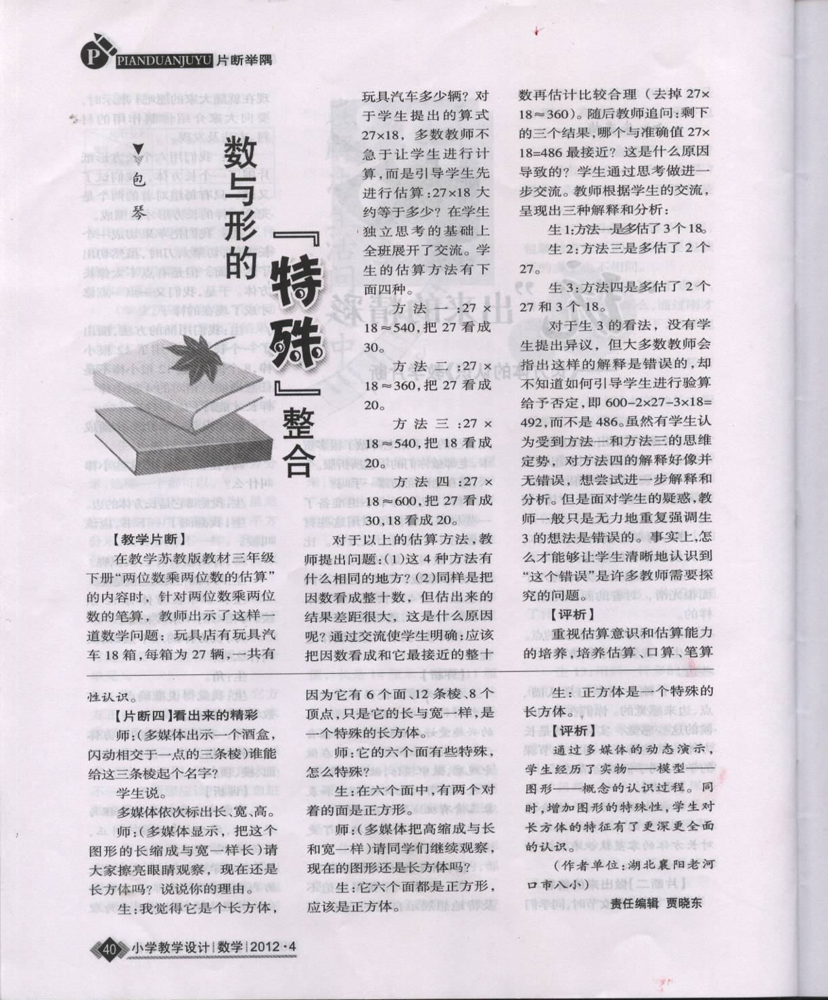 P PIANDUANJUYU 片断举隅
数与形的
『特殊』整合
包琴
【教学片断】
在教学苏教版教材三年级
下册“两位数乘两位数的估算”
的内容时，针对两位数乘两位
数的笔算，教师出示了这样一
道数学问题：玩具店有玩具汽
车 18 箱，每箱为 27 辆，一共有
玩具汽车多少辆？对
于学生提出的算式
27×18，多数教师不
急于让学生进行计
算，而是引导学生先
进行估算：27×18 大
约等于多少？在学生
独立思考的基础上
全班展开了交流。学
生的估算方法有下
面四种。
方法一：27×
18≈540，把 27 看成
30。
方法二：27×
18≈360，把 27 看成
20。
方法三：27×
18≈540，把 18 看成
20。
方法四：27×
18≈600，把 27 看成
30，18 看成 20。
对于以上的估算方法，教
师提出问题：（1）这 4 种方法有
什么相同的地方？（2）同样是把
因数看成整十数，但估出来的
结果差距很大，这是什么原因
呢？通过交流使学生明确：应该
把因数看成和它最接近的整十
数再估计比较合理（去掉 27×
18≈360）。随后教师追问：剩下
的三个结果，哪个与准确值 27×
18=486 最接近？这是什么原因
导致的？学生通过思考做进一
步交流。教师根据学生的交流，
呈现出三种解释和分析：
生 1：方法一是多估了 3 个 18。
生 2：方法三是多估了 2 个
27。
生 3：方法四是多估了 2 个
27 和 3 个 18。
对于生 3 的看法，没有学
生提出异议，但大多数教师会
指出这样的解释是错误的，却
不知道如何引导学生进行验算
给予否定，即 600-2×27-3×18=
492，而不是 486。虽然有学生认
为受到方法一和方法三的思维
定势，对方法四的解释好像并
无错误，想尝试进一步解释和
分析。但是面对学生的疑惑，教
师一般只是无力地重复强调生
3 的想法是错误的。事实上，怎
么才能够让学生清晰地认识到
“这个错误”是许多教师需要探
究的问题。
【评析】
重视估算意识和估算能力
的培养，培养估算、口算、笔算
性认识。
【片断四】看出来的精彩
师：（多媒体出示一个酒盒，
闪动相交于一点的三条棱）谁能
给这三条棱起个名字？
学生说。
多媒体依次标出长、宽、高。
师：（多媒体显示，把这个
图形的长缩成与宽一样长）请
大家擦亮眼睛观察，现在还是
长方体吗？说说你的理由。
生：我觉得它是个长方体，
因为它有 6 个面、12 条棱、8 个
顶点，只是它的长与宽一样，是
一个特殊的长方体。
师：它的六个面有些特殊，
怎么特殊？
生：在六个面中，有两个对
着的面是正方形。
师：（多媒体把高缩成与长
和宽一样）请同学们继续观察，
现在的图形还是长方体吗？
生：它六个面都是正方形，
应该是正方体。
生：正方体是一个特殊的
长方体。
【评析】
通过多媒体的动态演示，
学生经历了实物——模型——
图形——概念的认识过程。同
时，增加图形的特殊性，学生对
长方体的特征有了更深更全面
的认识。
（作者单位：湖北襄阳老河
口市八小）
责任编辑 贾晓东
40 小学教学设计|数学|2012·4